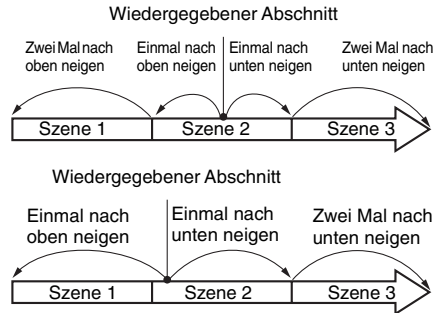 Wiedergegebener Abschnitt
Zwei Mal nach
oben neigen
Einmal nach
oben neigen
Einmal nach
unten neigen
Zwei Mal nach
unten neigen
Szene 1
Szene 2
Szene 3
Wiedergegebener Abschnitt
Einmal nach
oben neigen
Einmal nach
unten neigen
Zwei Mal nach
unten neigen
Szene 1
Szene 2
Szene 3